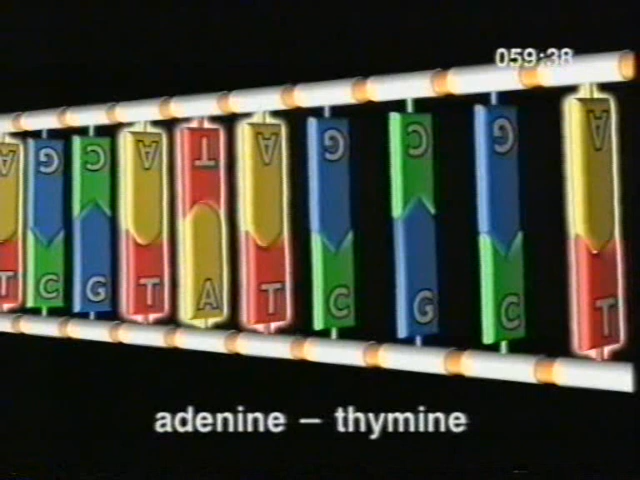 059:38
A G C A T A G C G A
T C G T A T C G C T
adenine – thymine